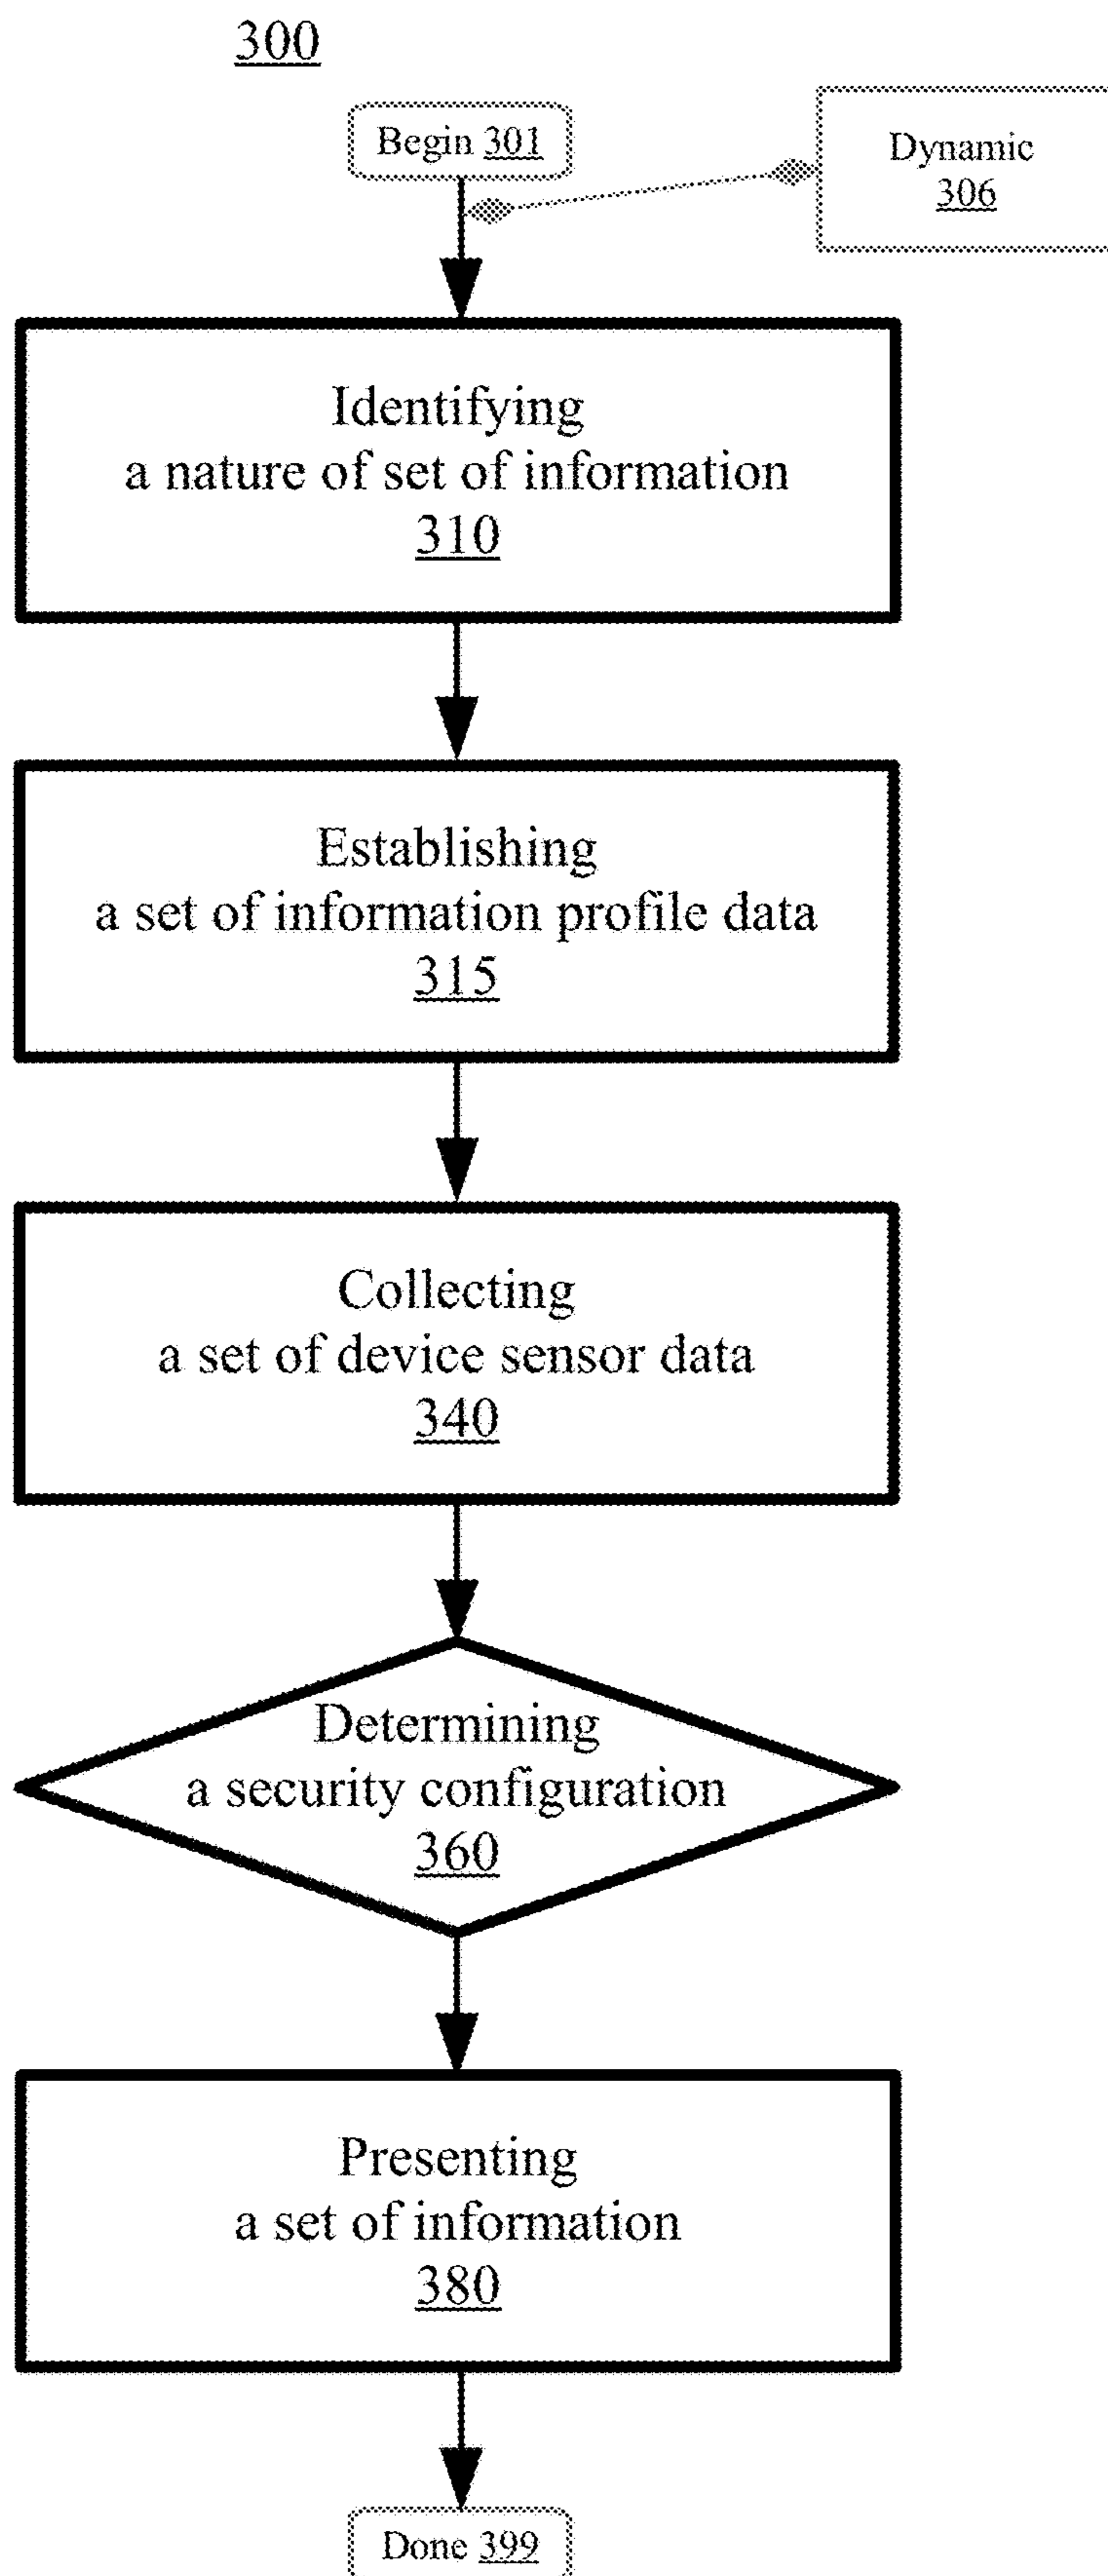 300
Begin 301
Dynamic
306
Identifying
a nature of set of information
310
Establishing
a set of information profile data
315
Collecting
a set of device sensor data
340
Determining
a security configuration
360
Presenting
a set of information
380
Done 399